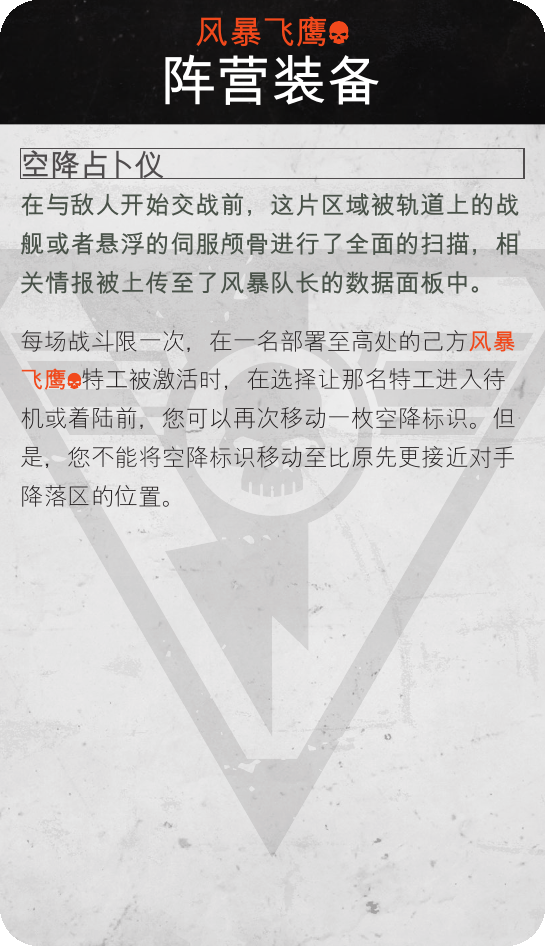 风暴飞鹰
阵营装备
空降占卜仪
在与敌人开始交战前，这片区域被轨道上的战
舰或者悬浮的伺服颅骨进行了全面的扫描，相
关情报被上传至了风暴队长的数据面板中。
每场战斗限一次，在一名部署至高处的己方风暴
飞鹰特工被激活时，在选择让那名特工进入待
机或着陆前，您可以再次移动一枚空降标识。但
是，您不能将空降标识移动至比原先更接近对手
降落区的位置。